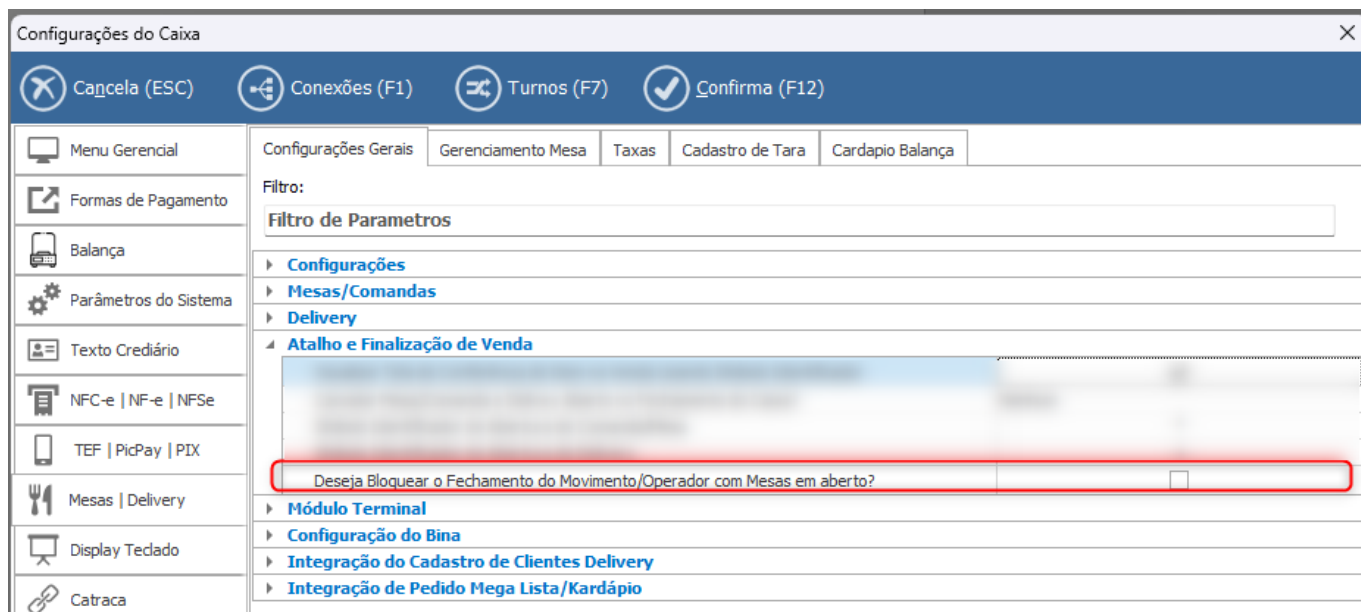 Configurações do Caixa
Cancela (ESC) Conexões (F1) Turnos (F7) Confirma (F12)
Menu Gerencial
Formas de Pagamento
Balança
Parâmetros do Sistema
Texto Crediário
NFC-e | NF-e | NFSe
TEF | PicPay | PIX
Mesas | Delivery
Display Teclado
Catraca
Configurações Gerais Gerenciamento Mesa Taxas Cadastro de Tara Cardapio Balança
Filtro:
Filtro de Parametros
Configurações
Mesas/Comandas
Delivery
Atalho e Finalização de Venda
Deseja Bloquear o Fechamento do Movimento/Operador com Mesas em aberto?
Módulo Terminal
Configuração do Bina
Integração do Cadastro de Clientes Delivery
Integração de Pedido Mega Lista/Kardápio